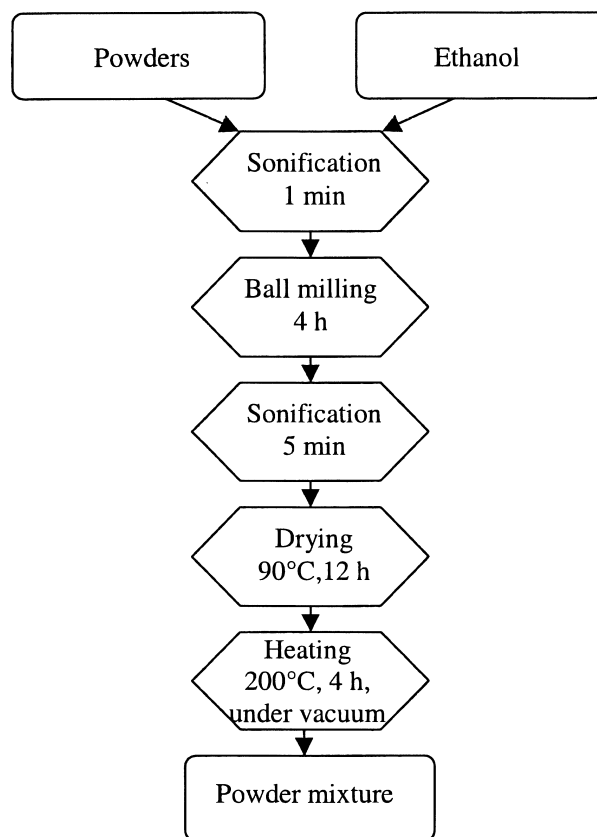 Powders
Ethanol
Sonification
1 min
Ball milling
4 h
Sonification
5 min
Drying
90°C,12 h
Heating
200°C, 4 h,
under vacuum
Powder mixture